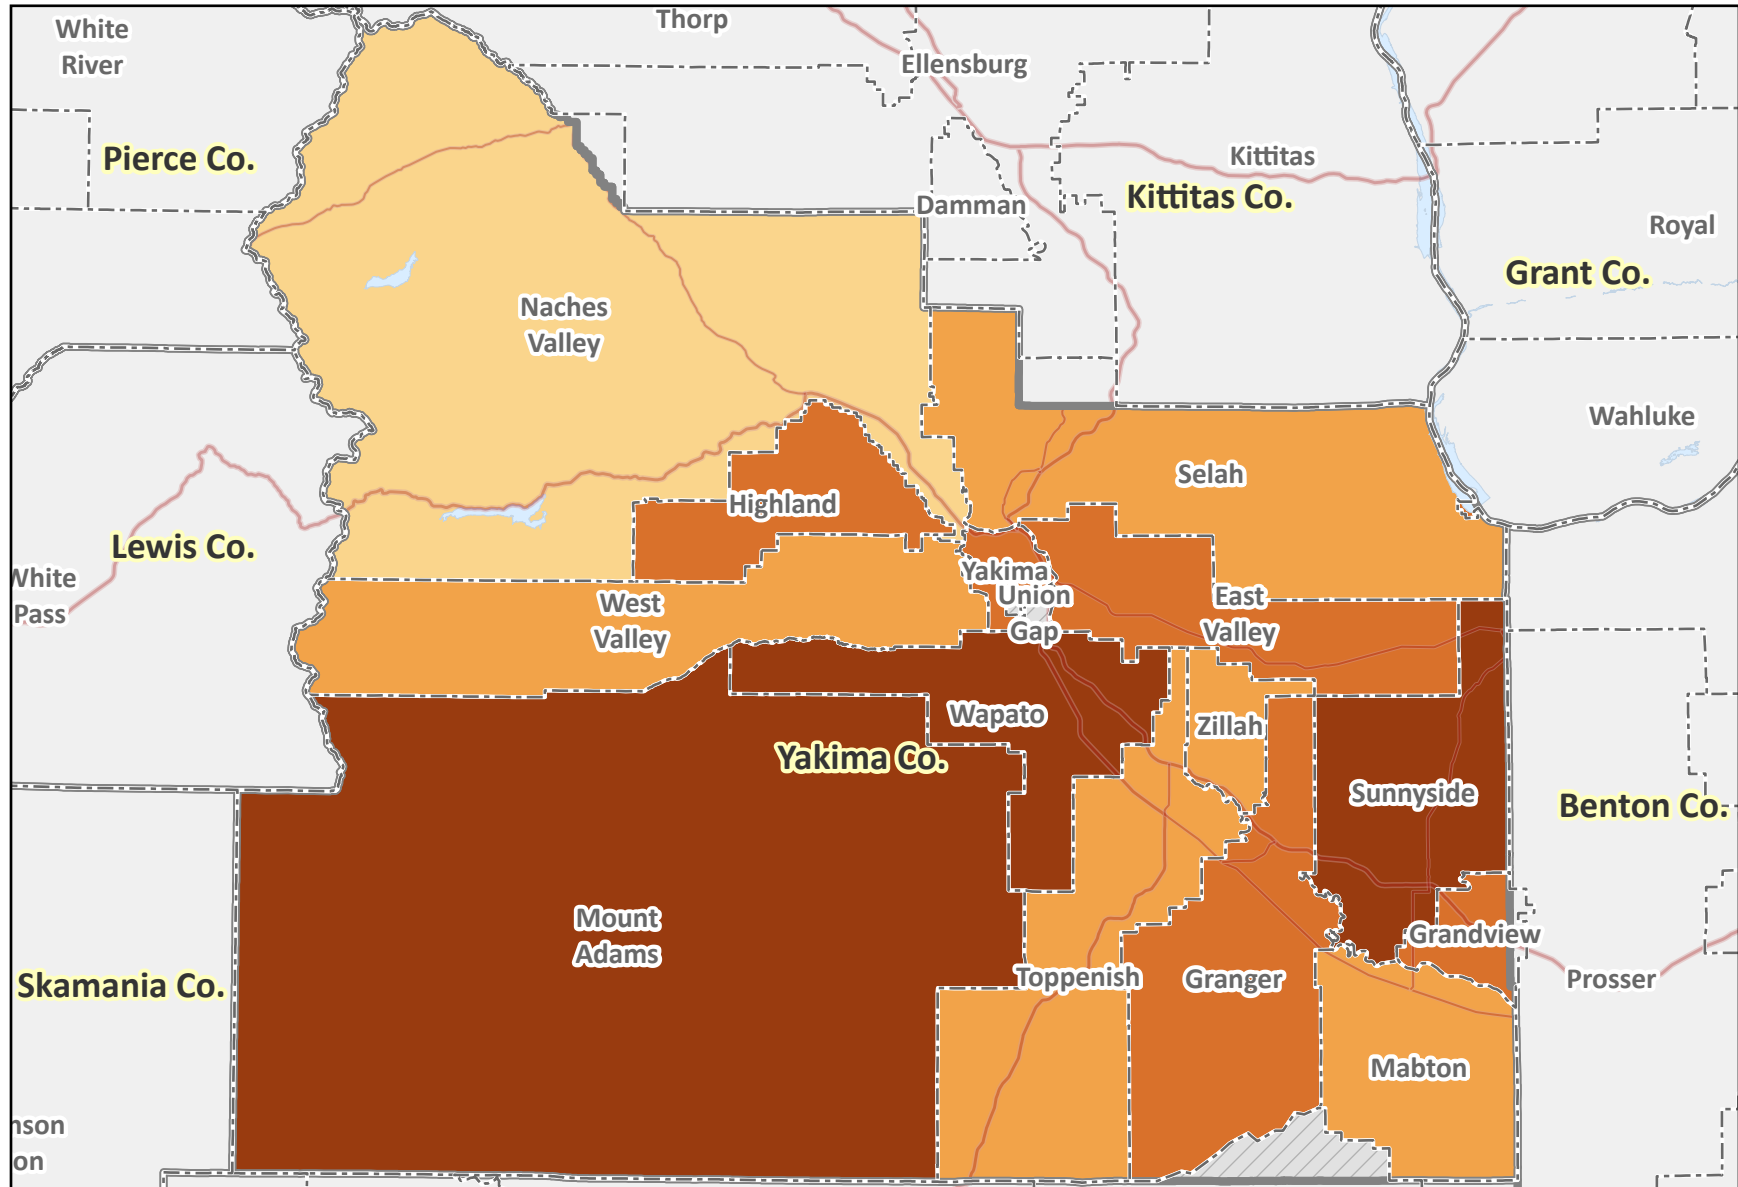 Thorp
White
River
Ellensburg
Pierce Co.
Kittitas
Kittitas Co.
Damman
Royal
Grant Co.
Naches
Valley
Wahluke
Selah
Highland
Lewis Co.
White
Pass
Yakima
Union
Gap
West
Valley
East
Valley
Wapato
Zillah
Yakima Co.
Sunnyside
Benton Co.
Mount
Adams
Grandview
Skamania Co.
Toppenish
Granger
Prosser
Mabton
nson
on